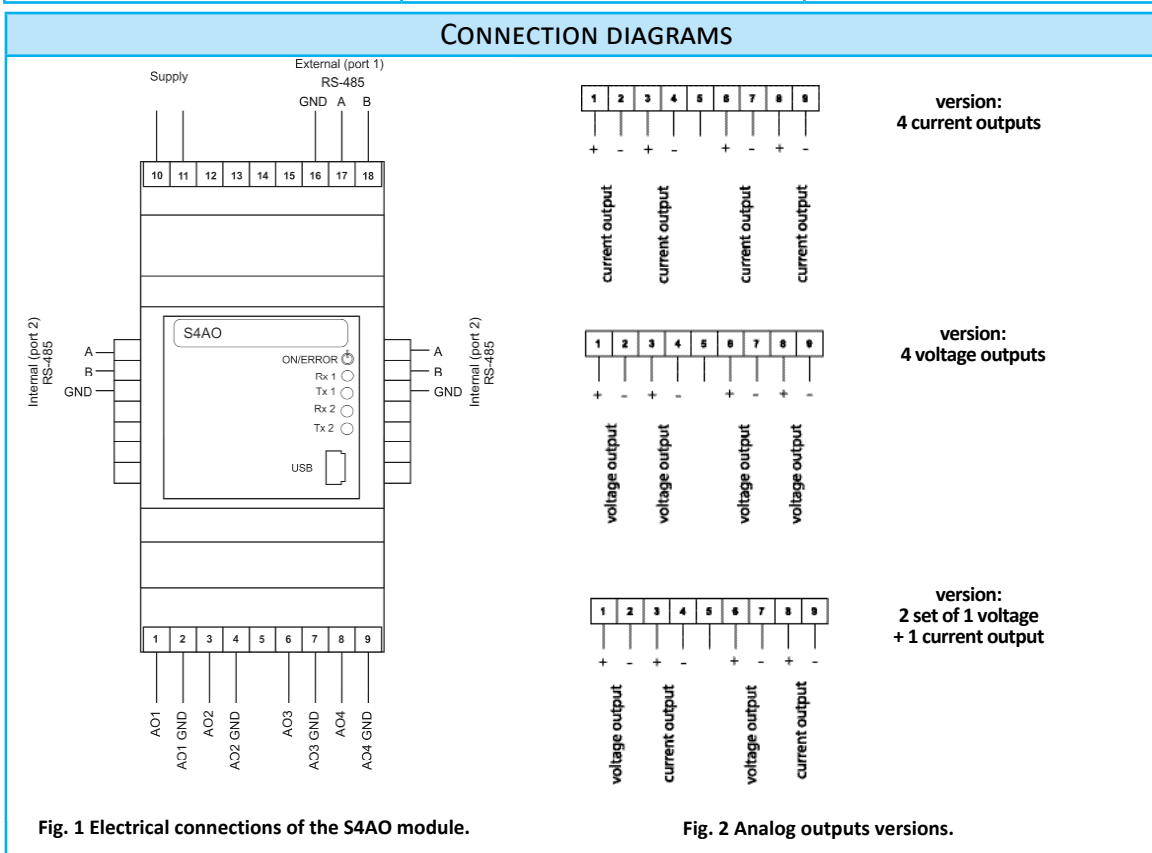 CONNECTION DIAGRAMS
Supply
External (port 1)
RS-485
GND A B
10 11 12 13 14 15 16 17 18
Internal (port 2)
RS-485
A
B
GND
S4AO
ON/ERROR
Rx 1
Tx 1
Rx 2
Tx 2
USB
A
B
GND
Internal (port 2)
RS-485
1 2 3 4 5 6 7 8 9
AO1
AO1 GND
AO2
AO2 GND
AO3
AO3 GND
AO4
AO4 GND
Fig. 1 Electrical connections of the S4AO module.
1 2 3 4 5 6 7 8 9
+ - + - + - + -
current output
current output
current output
current output
version:
4 current outputs
1 2 3 4 5 6 7 8 9
+ - + - + - + -
voltage output
voltage output
voltage output
voltage output
version:
4 voltage outputs
1 2 3 4 5 6 7 8 9
+ - + - + - + -
voltage output
current output
voltage output
current output
version:
2 set of 1 voltage
+ 1 current output
Fig. 2 Analog outputs versions.